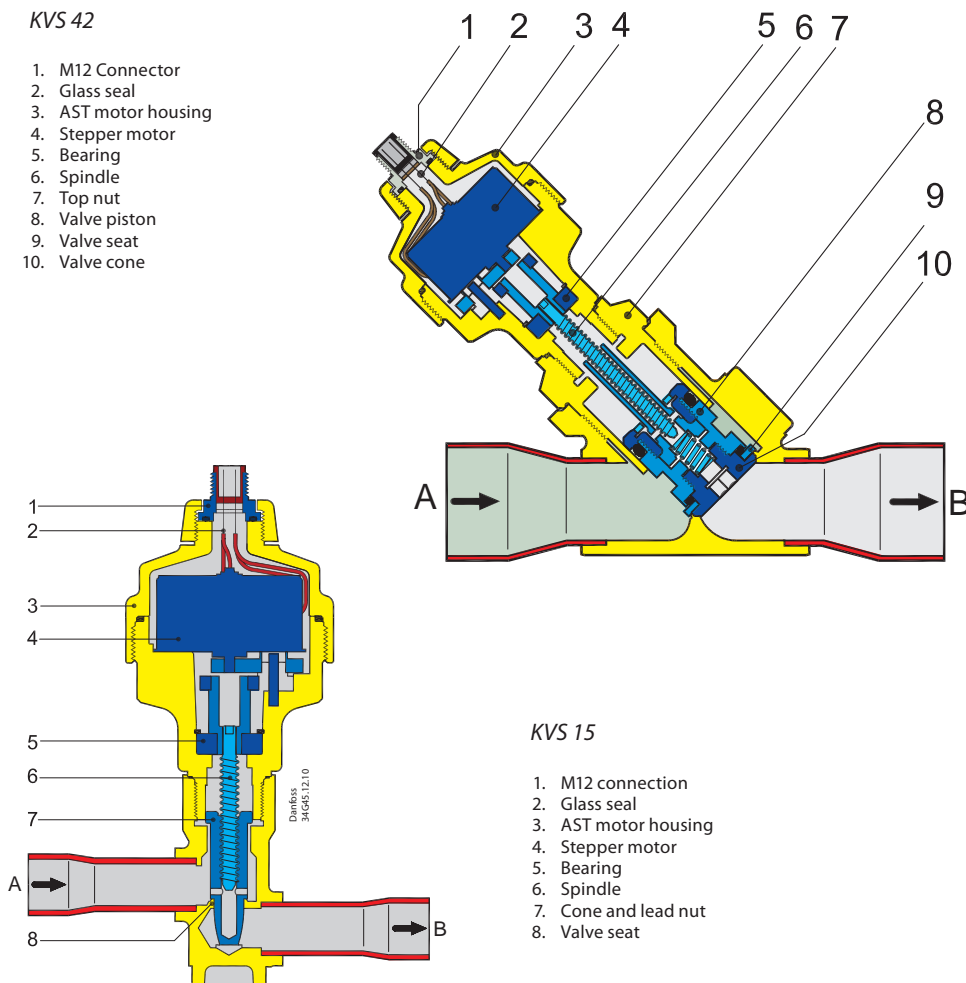 KVS 42
1. M12 Connector
2. Glass seal
3. AST motor housing
4. Stepper motor
5. Bearing
6. Spindle
7. Top nut
8. Valve piston
9. Valve seat
10. Valve cone
1 2 3 4 5 6 7
8
9
10
A B
1
2
3
4
5
6
7
8
A
B
Danfoss
34G45.12.10
KVS 15
1. M12 connection
2. Glass seal
3. AST motor housing
4. Stepper motor
5. Bearing
6. Spindle
7. Cone and lead nut
8. Valve seat